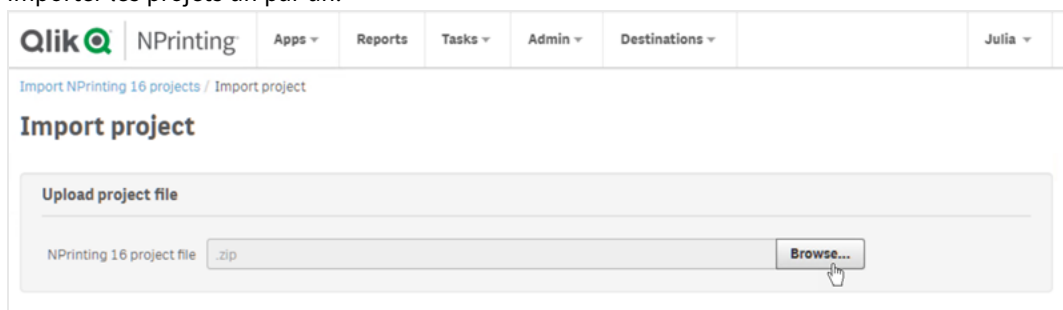 importer les projets un par un.
Qlik NPrinting Apps Reports Tasks Admin Destinations Julia
Import NPrinting 16 projects / Import project
Import project
Upload project file
NPrinting 16 project file .zip Browse...